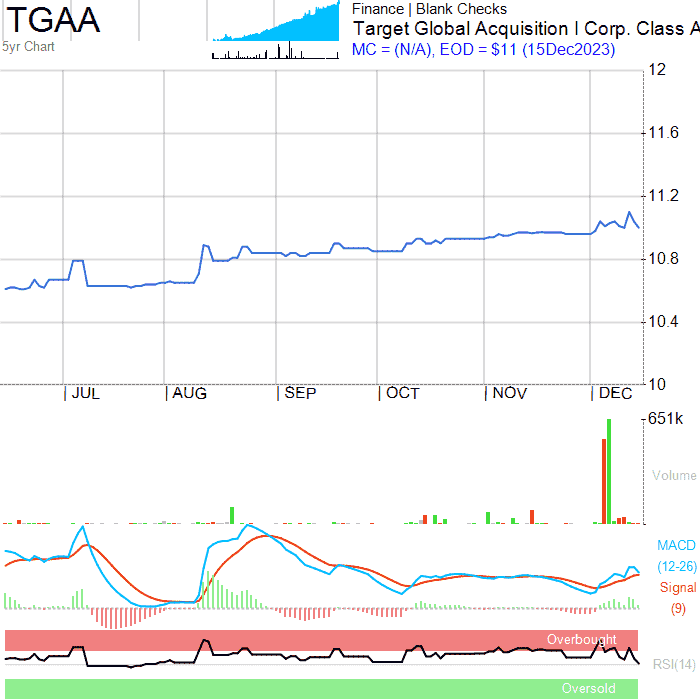 TGAA
5yr Chart
Finance | Blank Checks
Target Global Acquisition I Corp. Class A
MC = (N/A), EOD = $11 (15Dec2023)
12
11.6
11.2
10.8
10.4
10
JUL AUG SEP OCT NOV DEC
651k
Volume
MACD
(12-26)
Signal
(9)
Overbought
RSI(14)
Oversold